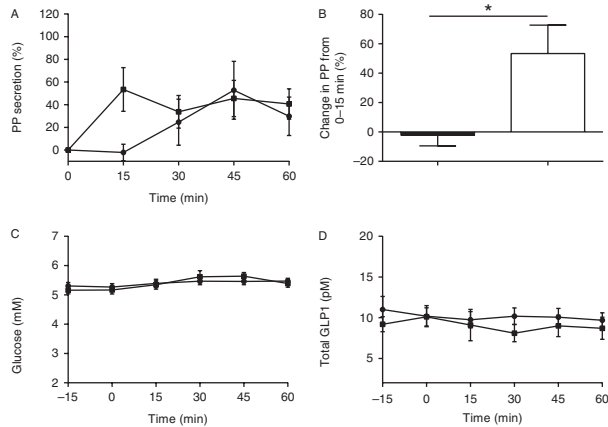 A
PP secretion (%)
120
100
80
60
40
20
0
0 15 30 45 60
Time (min)
B
Change in PP from
0–15 min (%)
80
60
40
20
0
–20
*
C
Glucose (mM)
7
6
5
4
3
2
–15 0 15 30 45 60
Time (min)
D
Total GLP1 (pM)
20
15
10
5
–15 0 15 30 45 60
Time (min)